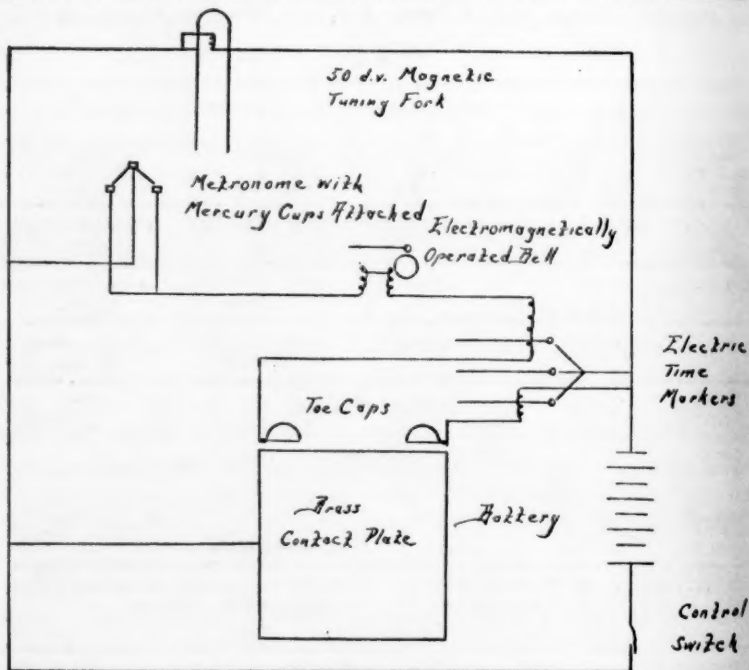 50 d.v. Magnetic
Tuning Fork
Metronome with
Mercury Cups Attached
Electromagnetically
Operated Bell
Electric
Time
Markers
Toe Caps
Brass
Contact Plate
Battery
Control
Switch